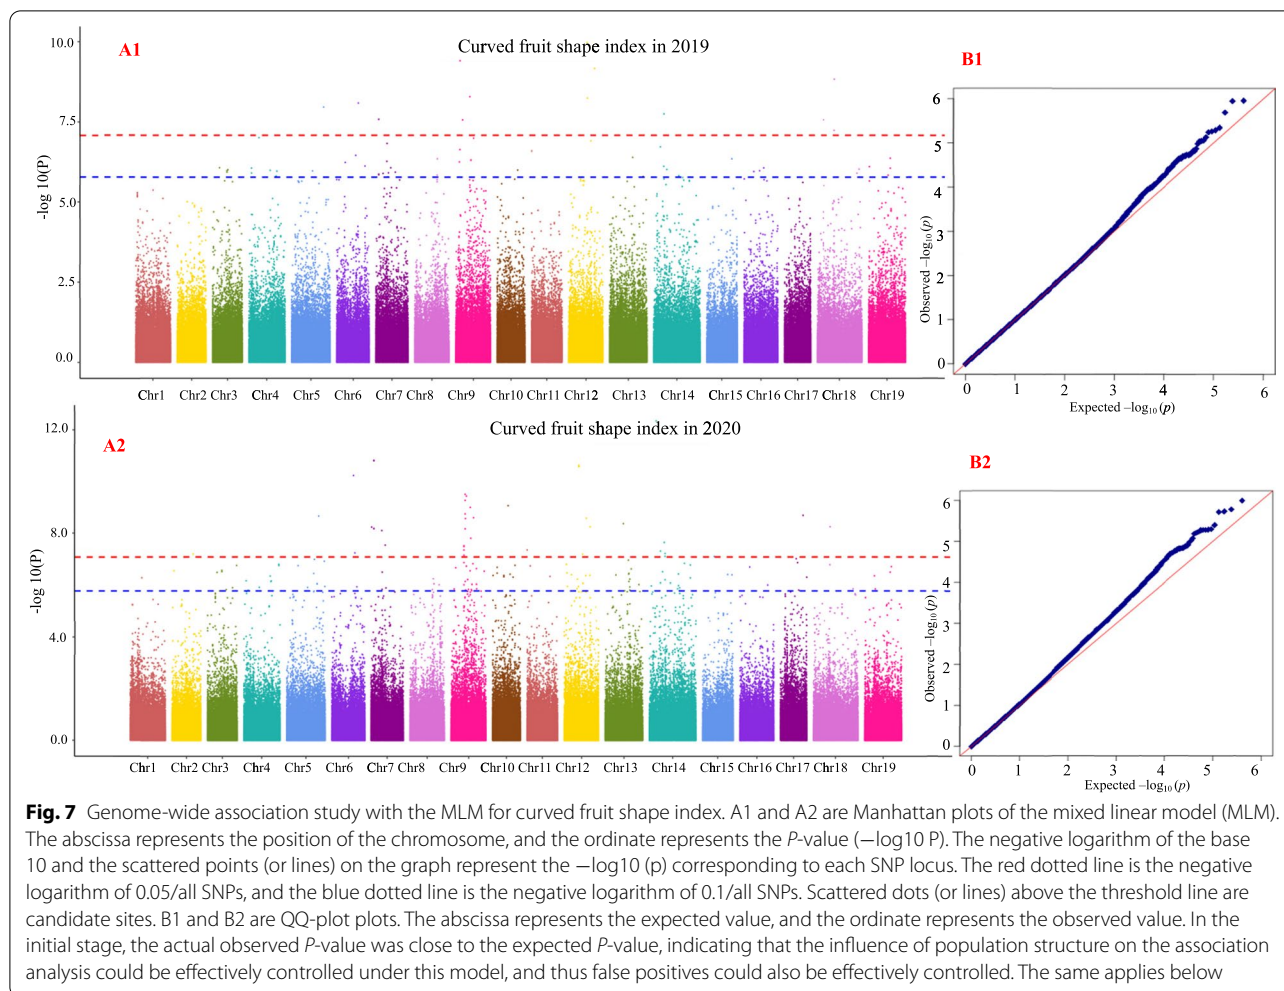 A1
Curved fruit shape index in 2019
10.0
7.5
5.0
2.5
0.0
-log 10(P)
Chr1 Chr2 Chr3 Chr4 Chr5 Chr6 Chr7 Chr8 Chr9 Chr10 Chr11 Chr12 Chr13 Chr14 Chr15 Chr16 Chr17 Chr18 Chr19
B1
6
5
4
3
2
1
0
Observed −log₁₀(p)
0 1 2 3 4 5 6
Expected −log₁₀(p)
A2
Curved fruit shape index in 2020
12.0
8.0
4.0
0.0
-log 10(P)
Chr1 Chr2 Chr3 Chr4 Chr5 Chr6 Chr7 Chr8 Chr9 Chr10 Chr11 Chr12 Chr13 Chr14 Chr15 Chr16 Chr17 Chr18 Chr19
B2
6
5
4
3
2
1
0
Observed −log₁₀(p)
0 1 2 3 4 5 6
Expected −log₁₀(p)
Fig. 7 Genome-wide association study with the MLM for curved fruit shape index. A1 and A2 are Manhattan plots of the mixed linear model (MLM).
The abscissa represents the position of the chromosome, and the ordinate represents the P-value (−log10 P). The negative logarithm of the base
10 and the scattered points (or lines) on the graph represent the −log10 (p) corresponding to each SNP locus. The red dotted line is the negative
logarithm of 0.05/all SNPs, and the blue dotted line is the negative logarithm of 0.1/all SNPs. Scattered dots (or lines) above the threshold line are
candidate sites. B1 and B2 are QQ-plot plots. The abscissa represents the expected value, and the ordinate represents the observed value. In the
initial stage, the actual observed P-value was close to the expected P-value, indicating that the influence of population structure on the association
analysis could be effectively controlled under this model, and thus false positives could also be effectively controlled. The same applies below